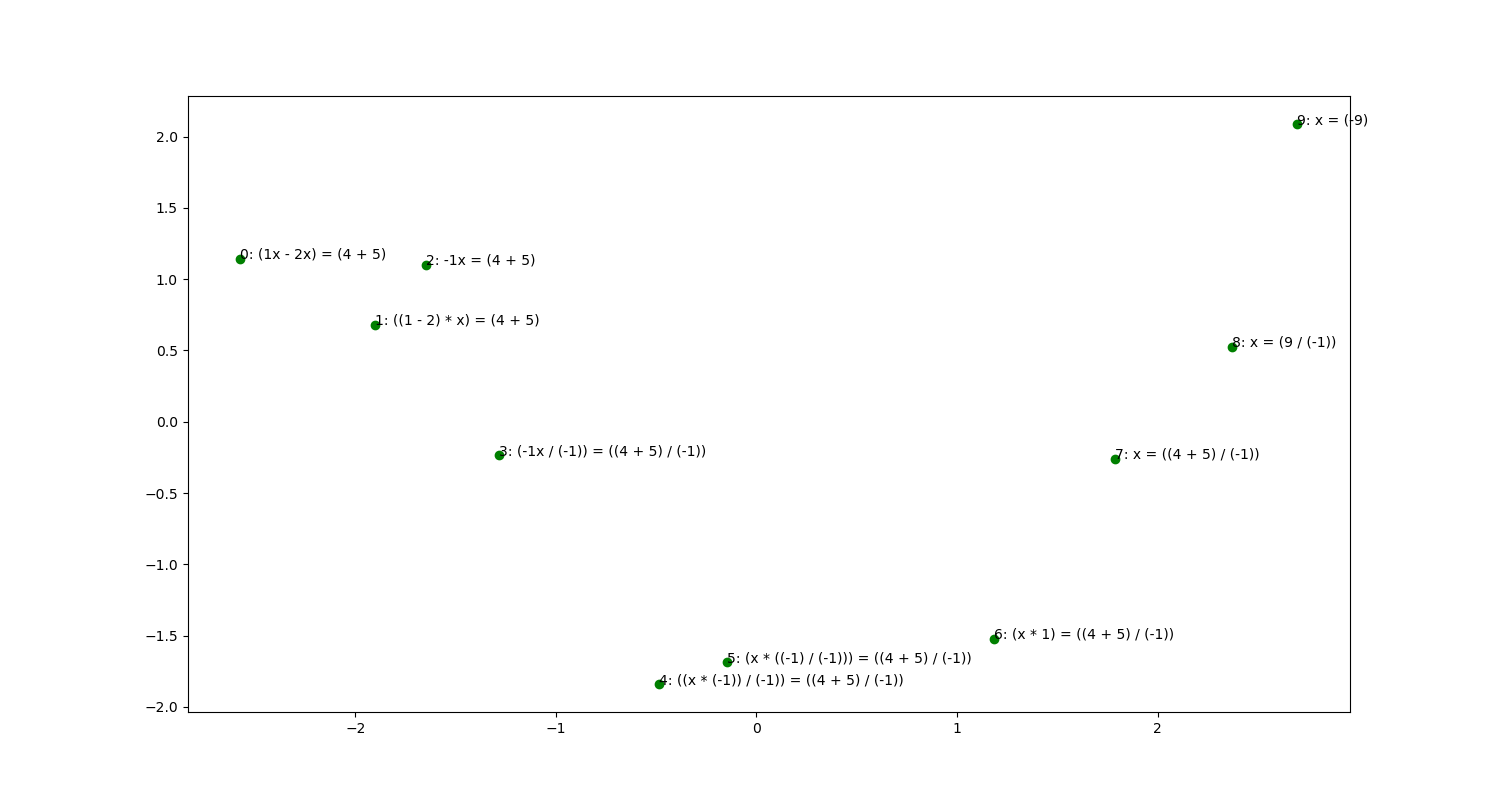 2.0
1.5
1.0
0.5
0.0
−0.5
−1.0
−1.5
−2.0
9: x = (-9)
0: (1x - 2x) = (4 + 5)
2: -1x = (4 + 5)
1: ((1 - 2) * x) = (4 + 5)
8: x = (9 / (-1))
3: (-1x / (-1)) = ((4 + 5) / (-1))
7: x = ((4 + 5) / (-1))
6: (x * 1) = ((4 + 5) / (-1))
5: (x * ((-1) / (-1))) = ((4 + 5) / (-1))
4: ((x * (-1)) / (-1)) = ((4 + 5) / (-1))
−2 −1 0 1 2